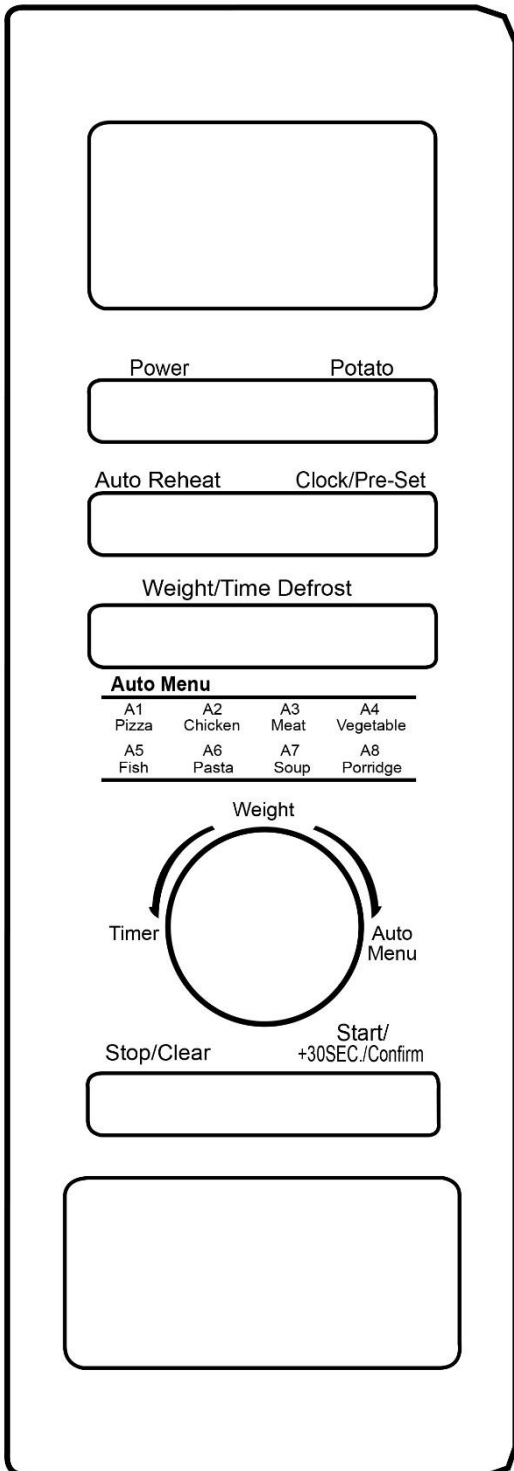 Power Potato
Auto Reheat Clock/Pre-Set
Weight/Time Defrost
Auto Menu
A1 A2 A3 A4
Pizza Chicken Meat Vegetable
A5 A6 A7 A8
Fish Pasta Soup Porridge
Weight
Timer Auto
Menu
Start/
Stop/Clear +30SEC./Confirm